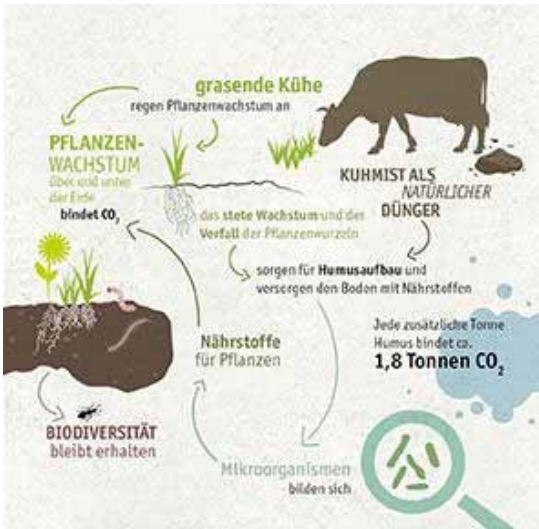 grasende Kühe
regen Pflanzenwachstum an
PFLANZEN-
WACHSTUM
über und unter
der Erde
bindet CO₂
KUHMIST ALS
NATÜRLICHER
DÜNGER
das stete Wachstum und der
Verfall der Pflanzenwurzeln
sorgen für Humusaufbau und
versorgen den Boden mit Nährstoffen
Jede zusätzliche Tonne
Humus bindet ca.
1,8 Tonnen CO₂
Nährstoffe
für Pflanzen
BIODIVERSITÄT
bleibt erhalten
Mikroorganismen
bilden sich